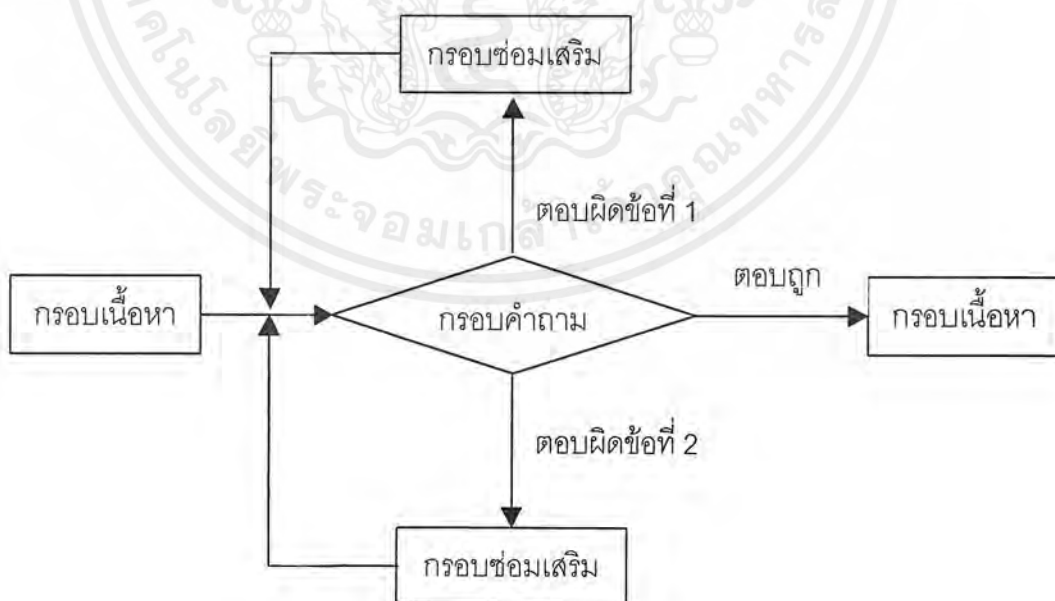 กรอบซ่อมเสริม
ตอบผิดข้อที่ 1
ตอบถูก
กรอบเนื้อหา
กรอบคำถาม
กรอบเนื้อหา
ตอบผิดข้อที่ 2
กรอบซ่อมเสริม